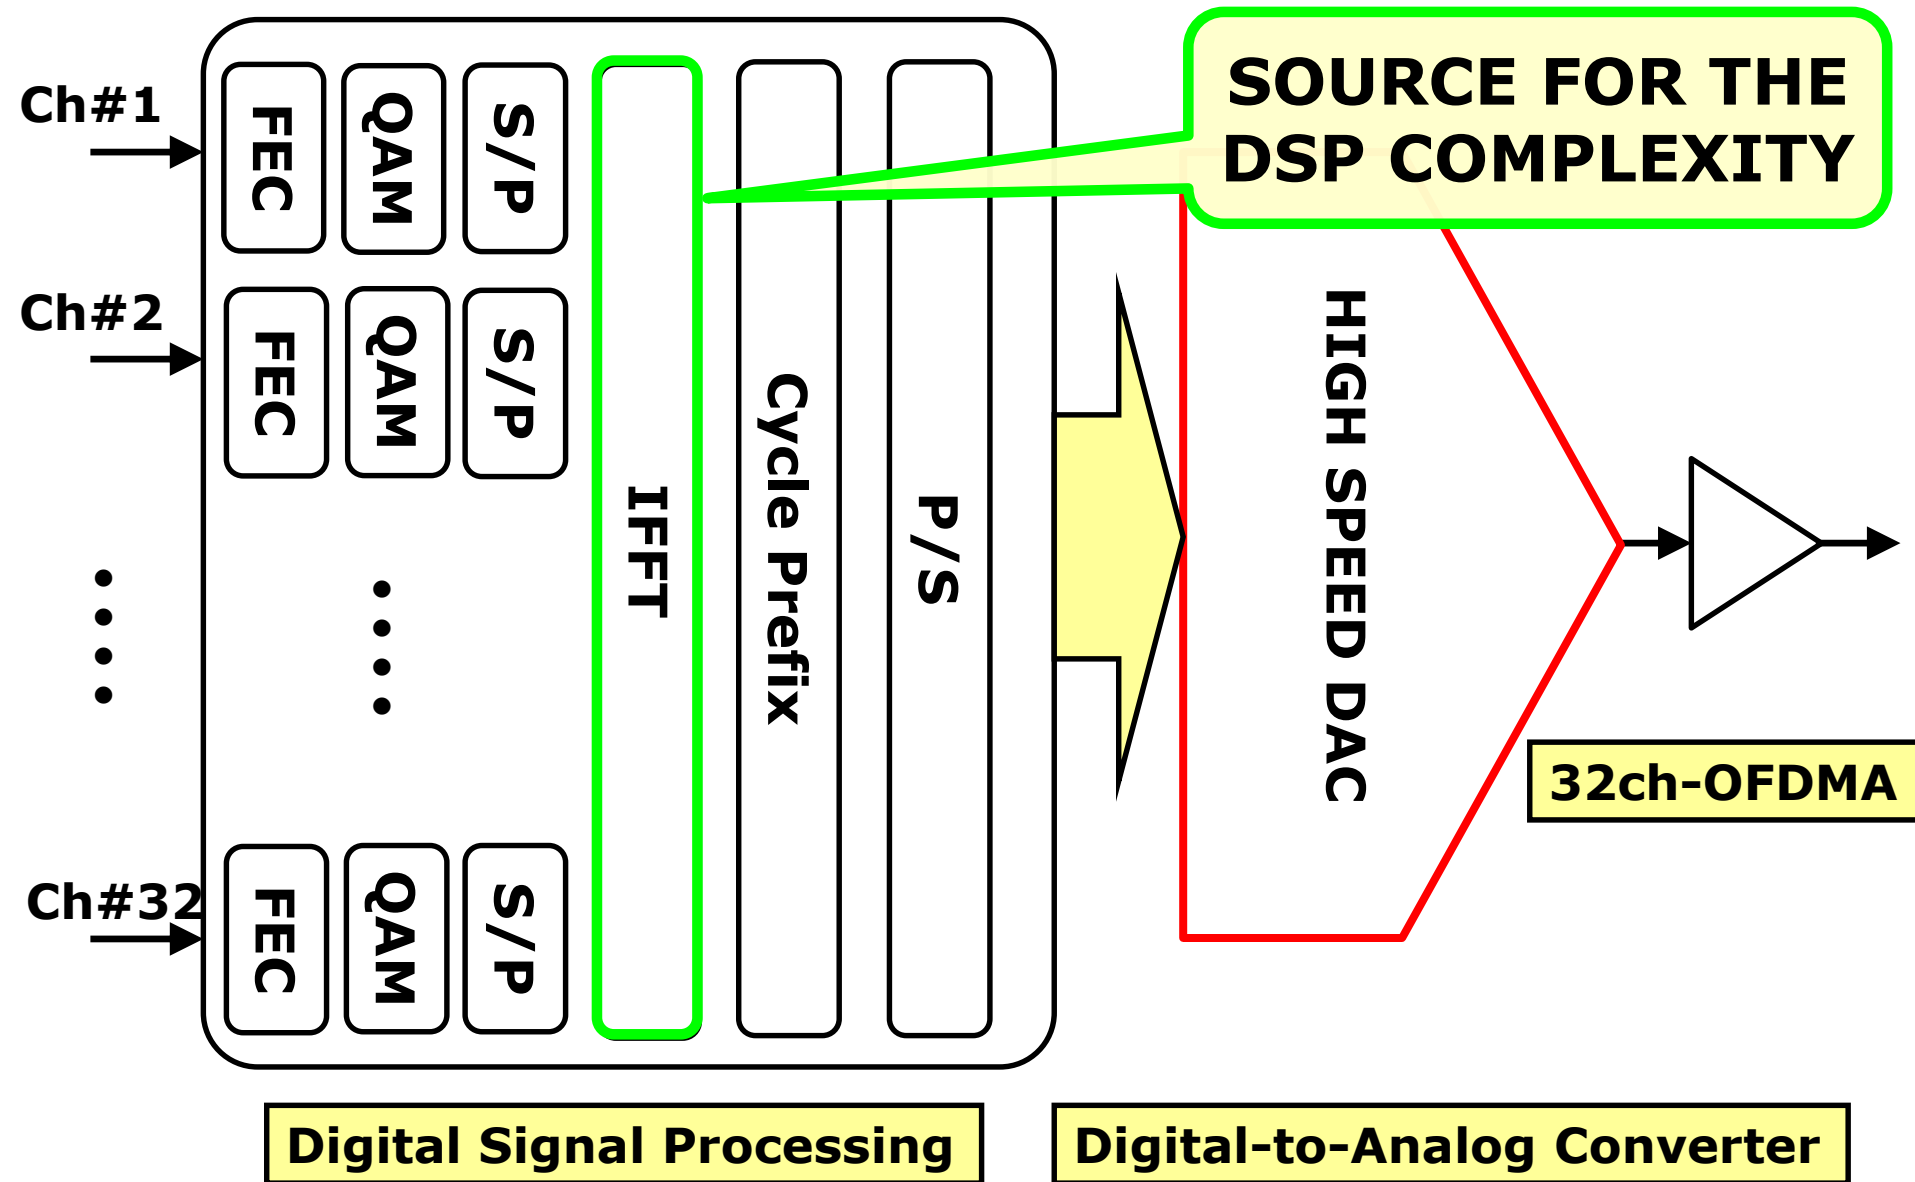 SOURCE FOR THE
DSP COMPLEXITY
Ch#1
FEC
QAM
S/P
Ch#2
FEC
QAM
S/P
IFFT
Cycle Prefix
P/S
HIGH SPEED DAC
32ch-OFDMA
Ch#32
FEC
QAM
S/P
Digital Signal Processing
Digital-to-Analog Converter